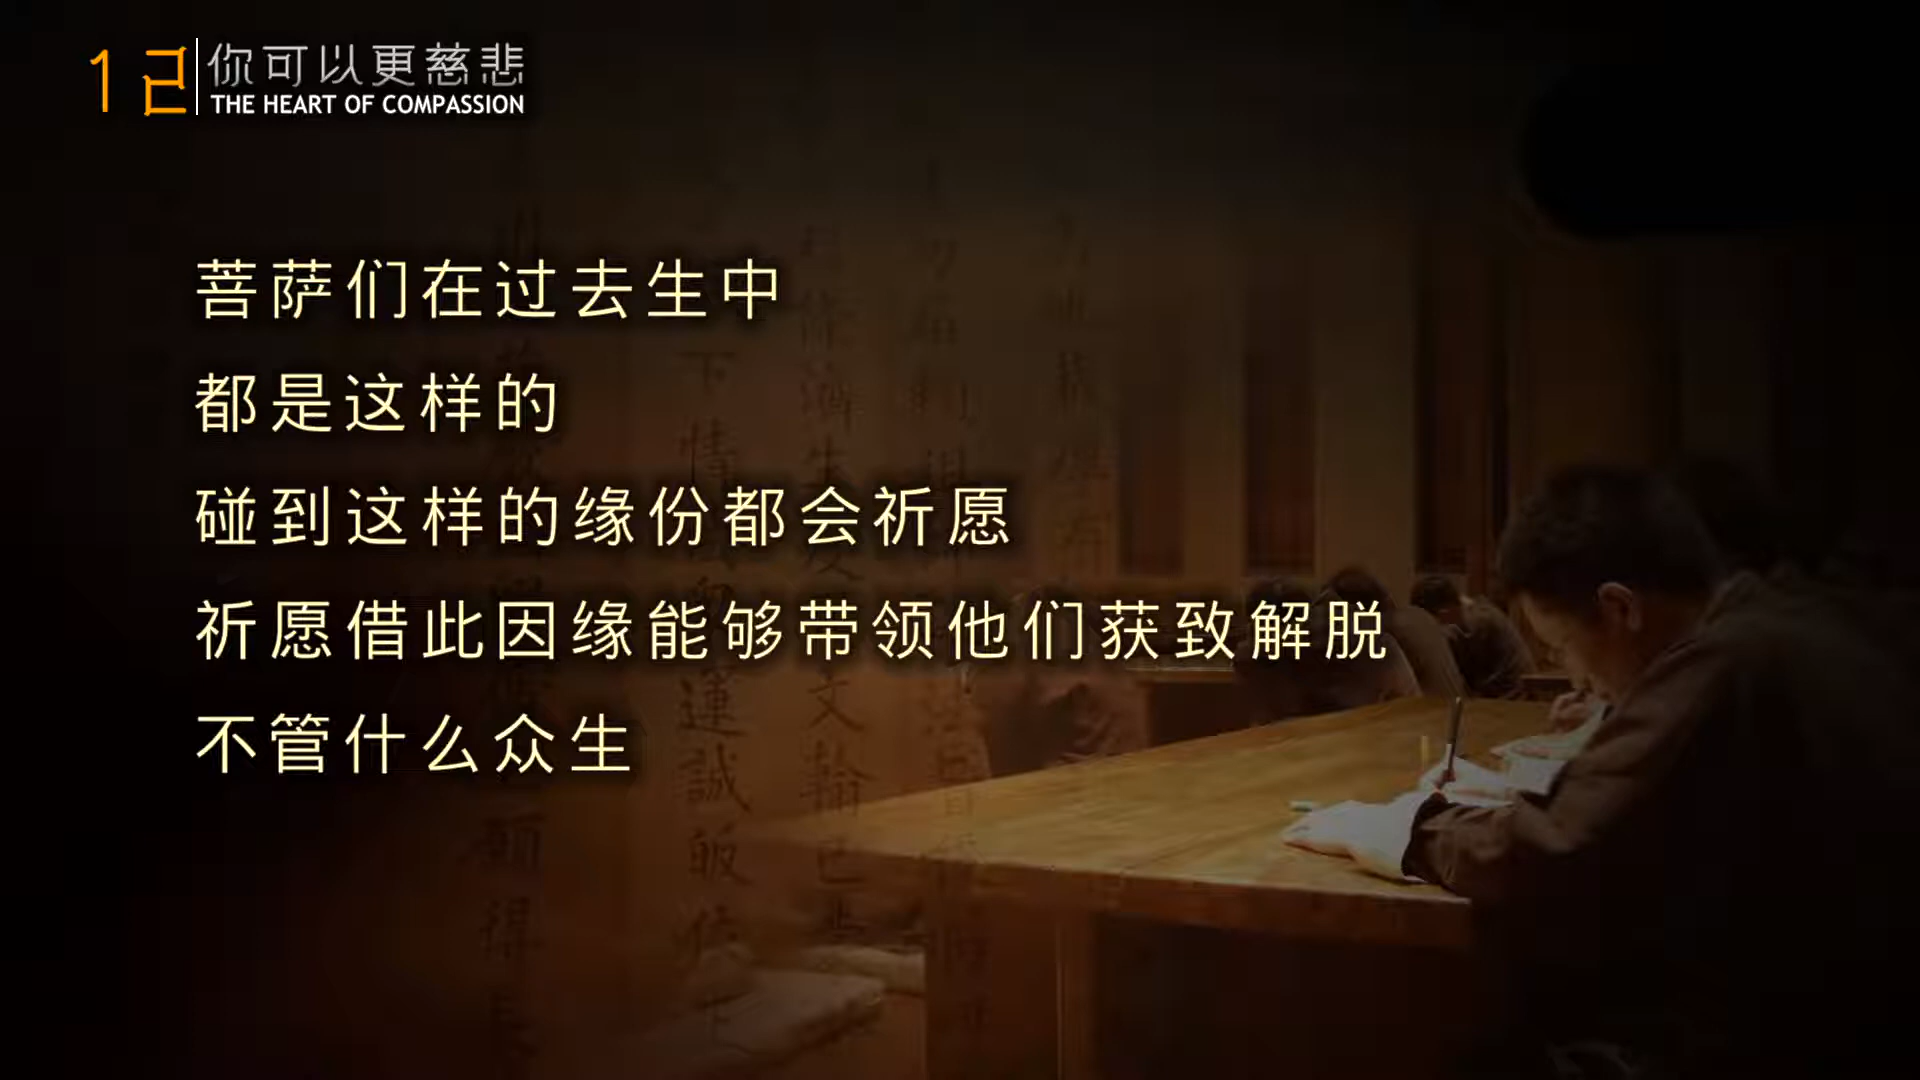 12
你可以更慈悲
THE HEART OF COMPASSION
菩萨们在过去生中
都是这样的
碰到这样的缘份都会祈愿
祈愿借此因缘能够带领他们获致解脱
不管什么众生